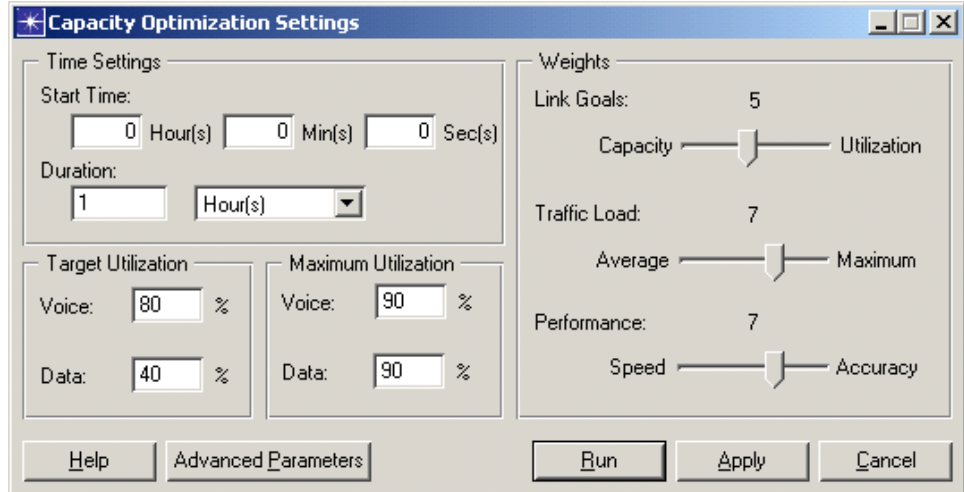 Capacity Optimization Settings
Time Settings
Start Time:
0 Hour(s) 0 Min(s) 0 Sec(s)
Duration:
1 Hour(s)
Target Utilization
Voice: 80 %
Data: 40 %
Maximum Utilization
Voice: 90 %
Data: 90 %
Weights
Link Goals: 5
Capacity Utilization
Traffic Load: 7
Average Maximum
Performance: 7
Speed Accuracy
Help Advanced Parameters Run Apply Cancel